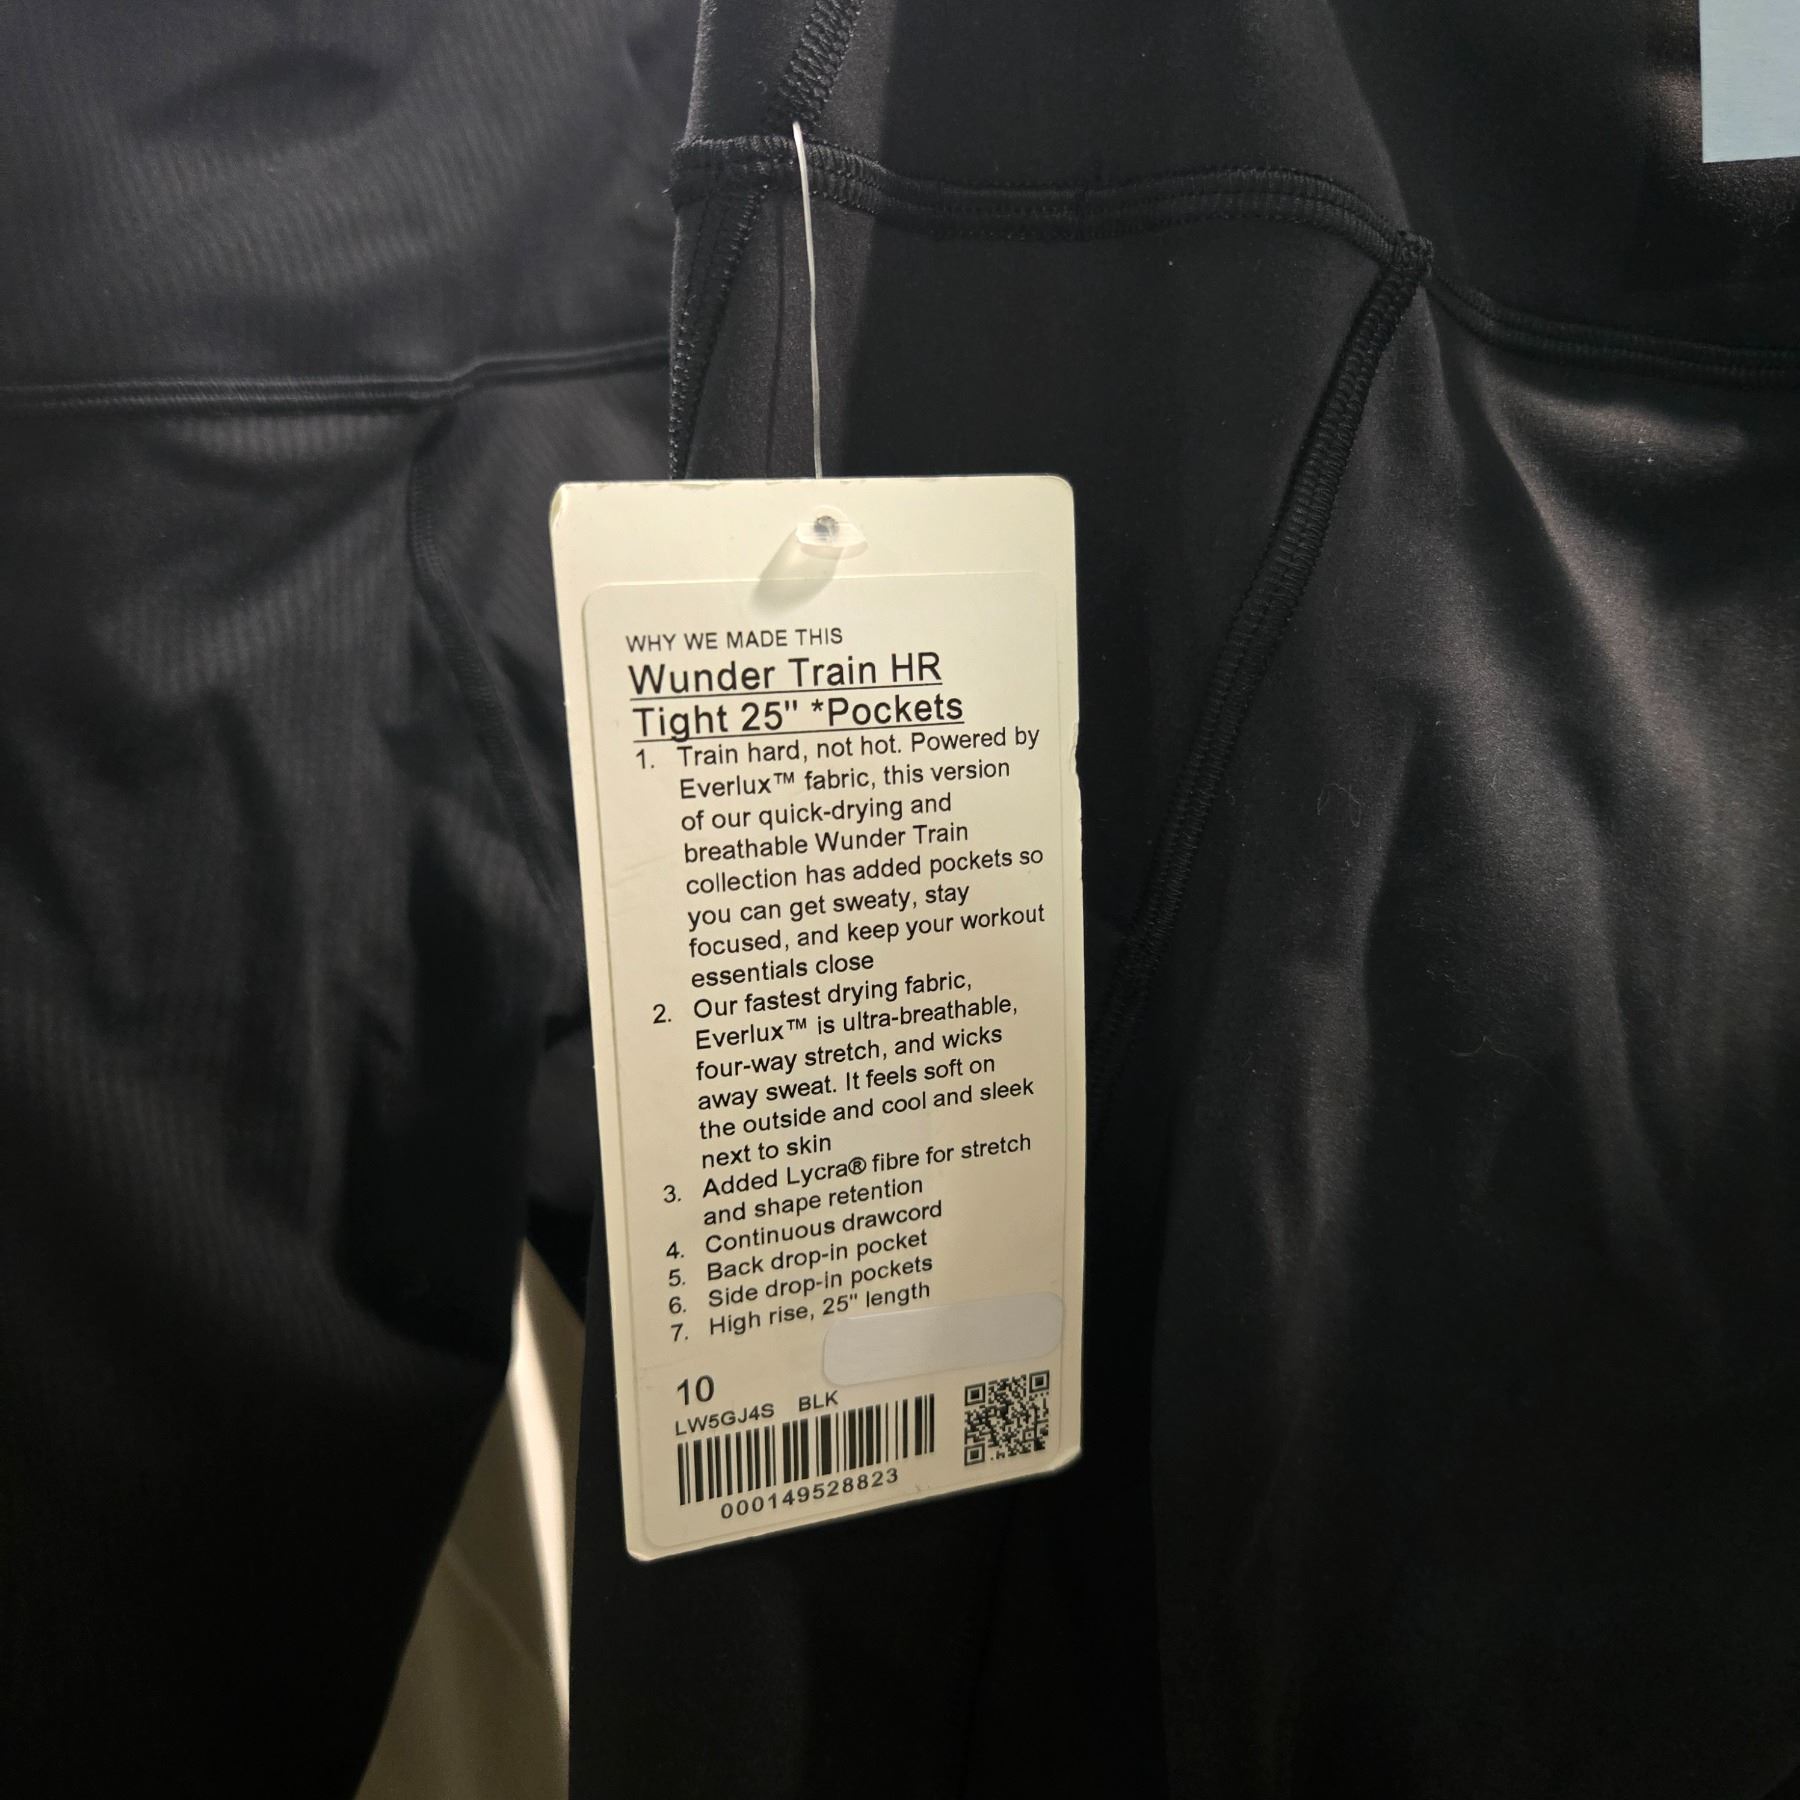 WHY WE MADE THIS
Wunder Train HR
Tight 25" *Pockets
1. Train hard, not hot. Powered by
Everlux™ fabric, this version
of our quick-drying and
breathable Wunder Train
collection has added pockets so
you can get sweaty, stay
focused, and keep your workout
essentials close
2. Our fastest drying fabric,
Everlux™ is ultra-breathable,
four-way stretch, and wicks
away sweat. It feels soft on
the outside and cool and sleek
next to skin
3. Added Lycra® fibre for stretch
and shape retention
4. Continuous drawcord
5. Back drop-in pocket
6. Side drop-in pockets
7. High rise, 25" length
10
LW5GJ4S BLK
000149528823